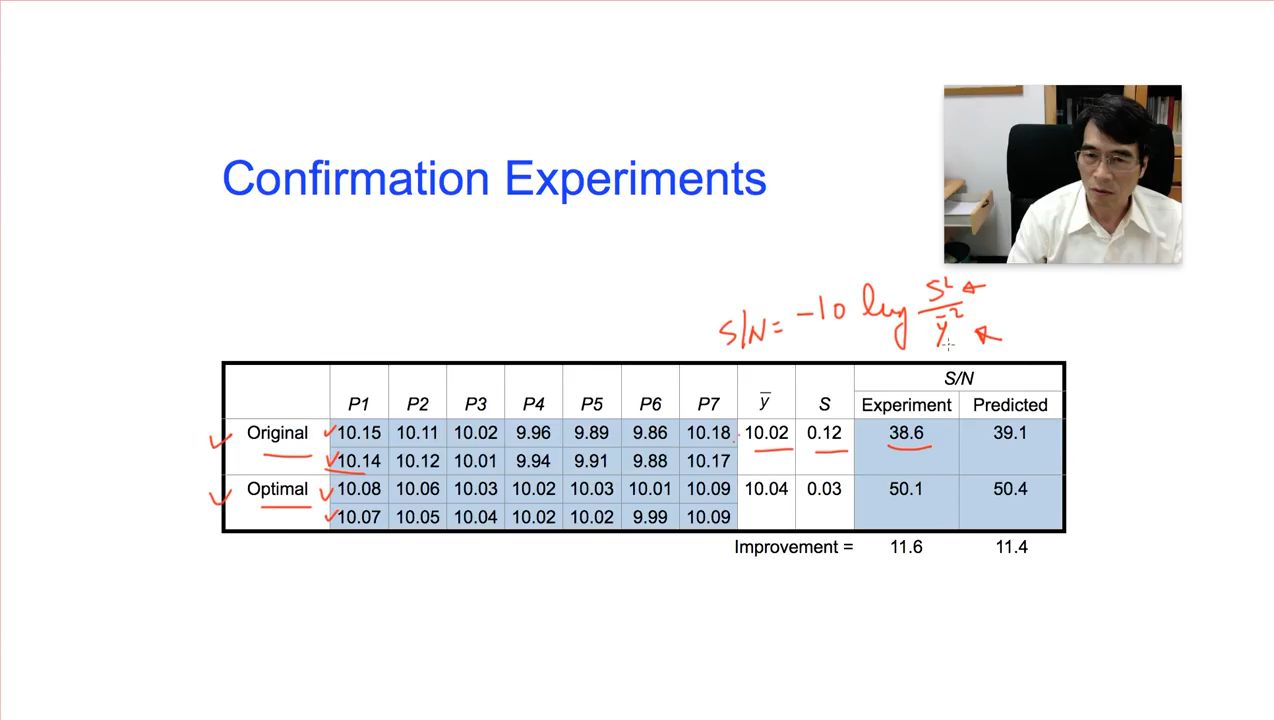 Confirmation Experiments
S/N = -10 log S²/ȳ²
S/N
P1 P2 P3 P4 P5 P6 P7 ȳ S Experiment Predicted
Original 10.15 10.11 10.02 9.96 9.89 9.86 10.18 10.02 0.12 38.6 39.1
10.14 10.12 10.01 9.94 9.91 9.88 10.17
Optimal 10.08 10.06 10.03 10.02 10.03 10.01 10.09 10.04 0.03 50.1 50.4
10.07 10.05 10.04 10.02 10.02 9.99 10.09
Improvement = 11.6 11.4